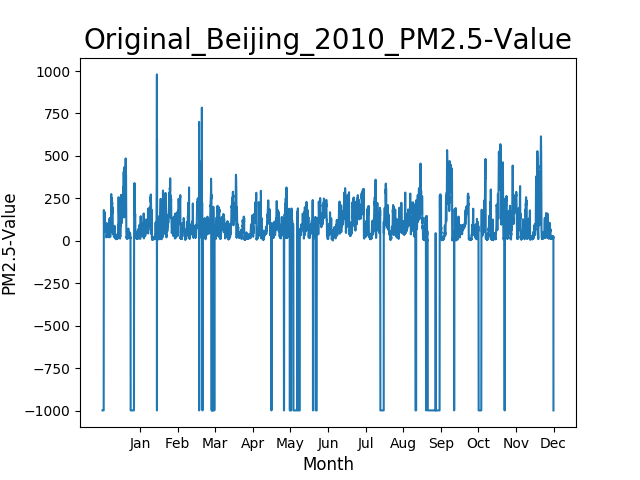 Original_Beijing_2010_PM2.5-Value
1000
750
500
250
0
−250
−500
−750
−1000
PM2.5-Value
Jan Feb Mar Apr May Jun Jul Aug Sep Oct Nov Dec
Month